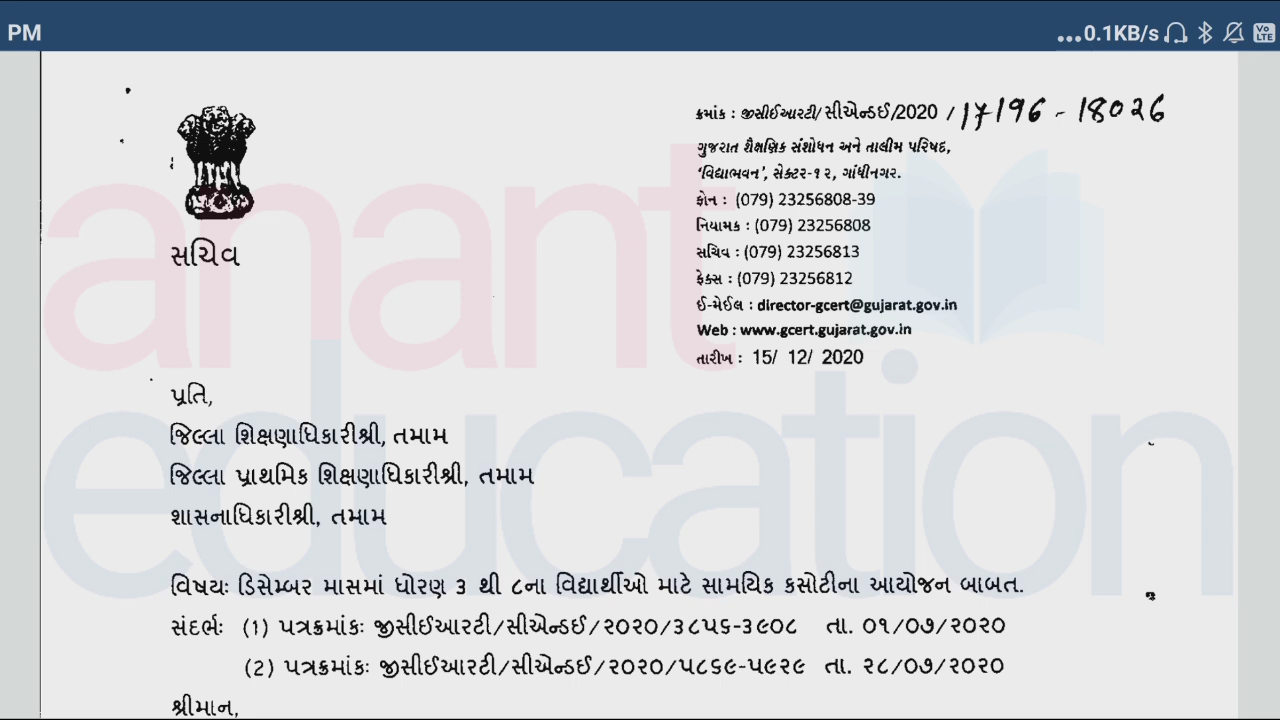 PM
...0.1KB/s
Vo LTE
ક્રમાંક : જીસીઈઆરટી/સીએન્ડઈ/2020 /17196 - 18026
ગુજરાત શૈક્ષણિક સંશોધન અને તાલીમ પરિષદ,
'વિદ્યાભવન', સેક્ટર-૧૨, ગાંધીનગર.
ફોન : (079) 23256808-39
નિયામક : (079) 23256808
સચિવ : (079) 23256813
ફેક્સ : (079) 23256812
ઈ-મેઈલ : director-gcert@gujarat.gov.in
Web : www.gcert.gujarat.gov.in
તારીખ : 15/ 12/ 2020
સચિવ
anant
education
પ્રતિ,
જિલ્લા શિક્ષણાધિકારીશ્રી, તમામ
જિલ્લા પ્રાથમિક શિક્ષણાધિકારીશ્રી, તમામ
શાસનાધિકારીશ્રી, તમામ
વિષયઃ ડિસેમ્બર માસમાં ધોરણ ૩ થી ૮ના વિદ્યાર્થીઓ માટે સામયિક કસોટીના આયોજન બાબત.
સંદર્ભઃ (1) પત્રક્રમાંકઃ જીસીઈઆરટી/સીએન્ડઈ/૨૦૨૦/૩૮૫૬-૩૯૦૮ તા. ૦૧/૦૭/૨૦૨૦
(2) પત્રક્રમાંકઃ જીસીઈઆરટી/સીએન્ડઈ/૨૦૨૦/૫૮૬૯-૫૯૨૯ તા. ૨૮/૦૭/૨૦૨૦
શ્રીમાન,